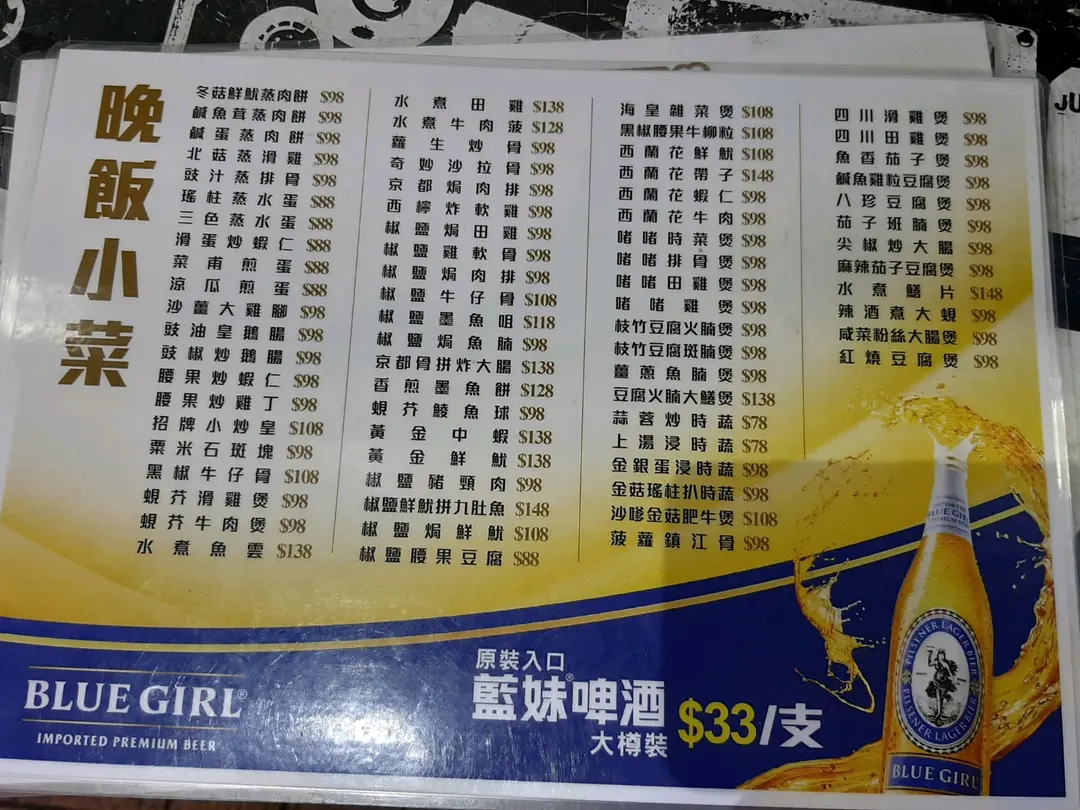 晚飯小菜
冬菇鮮魷蒸肉餅 $98
鹹魚茸蒸肉餅 $98
鹹蛋蒸肉餅 $98
北菇蒸滑雞 $98
豉汁蒸排骨 $98
瑤柱蒸水蛋 $88
三色蒸水蛋 $88
滑蛋炒蝦仁 $88
菜甫煎蛋 $88
涼瓜煎蛋 $88
沙薑大雞腳 $98
豉油皇鵝腸 $98
豉椒炒鵝腸 $98
腰果炒蝦仁 $98
腰果炒雞丁 $98
招牌小炒皇 $108
粟米石斑塊 $98
黑椒牛仔骨 $108
蜆芥滑雞煲 $98
蜆芥牛肉煲 $98
水煮魚雲 $138
水煮田雞 $138
水煮牛肉菠 $128
蘿生炒骨 $98
奇妙沙拉骨 $98
京都焗肉排 $98
西檸炸軟雞 $98
椒鹽焗田雞 $98
椒鹽雞軟骨 $98
椒鹽焗肉排 $98
椒鹽牛仔骨 $108
椒鹽墨魚咀 $118
椒鹽焗魚腩 $98
京都骨拼炸大腸 $138
香煎墨魚餅 $128
蜆芥鯪魚球 $98
黃金中蝦 $138
黃金鮮魷 $138
椒鹽豬頸肉 $98
椒鹽鮮魷拼九肚魚 $148
椒鹽焗鮮魷 $108
椒鹽腰果豆腐 $88
海皇雜菜煲 $108
黑椒腰果牛柳粒 $108
西蘭花鮮魷 $108
西蘭花帶子 $148
西蘭花蝦仁 $98
西蘭花牛肉 $98
啫啫時菜煲 $98
啫啫排骨煲 $98
啫啫田雞煲 $98
啫啫雞煲 $98
枝竹豆腐火腩煲 $98
枝竹豆腐斑腩煲 $98
薑蔥魚腩煲 $98
豆腐火腩大鱔煲 $138
蒜蓉炒時蔬 $78
上湯浸時蔬 $78
金銀蛋浸時蔬 $98
金菇瑤柱扒時蔬 $98
沙嗲金菇肥牛煲 $108
菠蘿鎮江骨 $98
四川滑雞煲 $98
四川田雞煲 $98
魚香茄子煲 $98
鹹魚雞粒豆腐煲 $98
八珍豆腐煲 $98
茄子班腩煲 $98
尖椒炒大腸 $98
麻辣茄子豆腐煲 $98
水煮鱔片 $148
辣酒煮大蜆 $98
咸菜粉絲大腸煲 $98
紅燒豆腐煲 $98
BLUE GIRL®
IMPORTED PREMIUM BEER
原裝入口
藍妹®啤酒
大樽裝
$33/支
BLUE GIRL
PILSENER LAGER BIER
PILSENER LAGER BIER
BLUE GIRL
JU